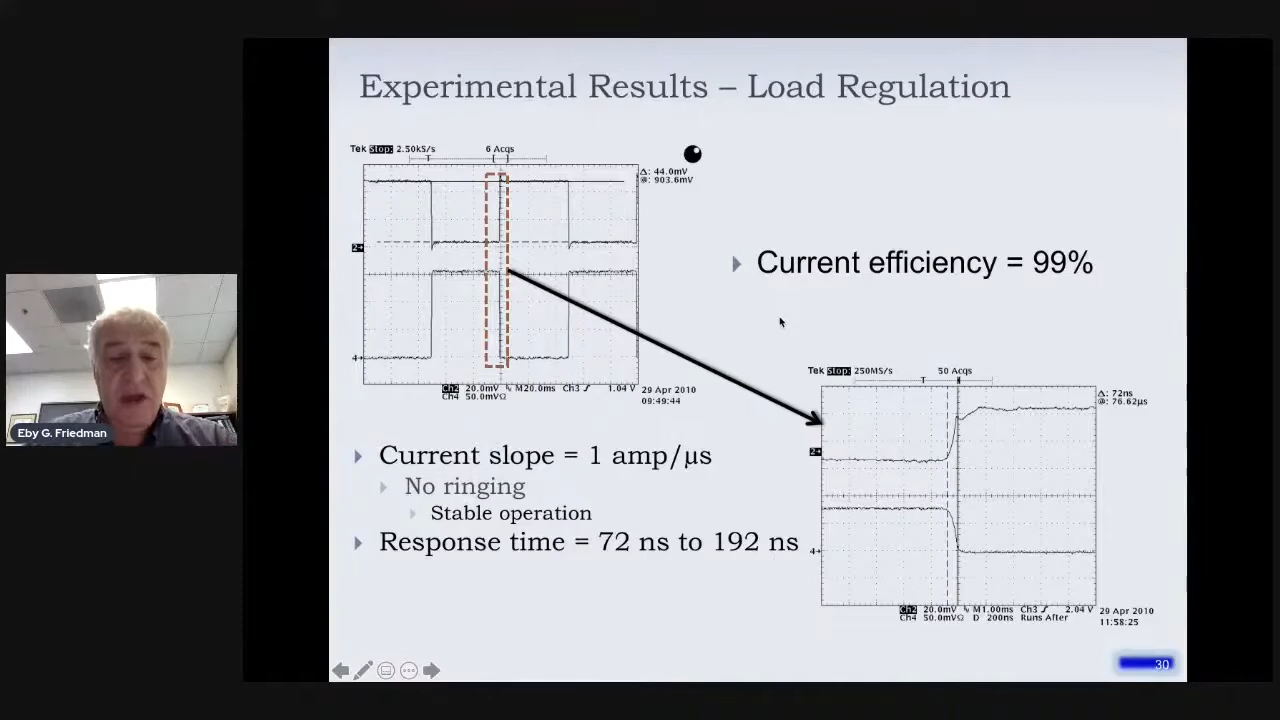 Experimental Results – Load Regulation
Tek Stop: 2.50kS/s 6 Acqs
Δ: 44.0mV
@: 903.6mV
2→
4→
Ch2 20.0mV M20.0ms Ch3 1.04 V
Ch4 50.0mVΩ
29 Apr 2010
09:49:44
Current efficiency = 99%
Tek Stop: 250MS/s 50 Acqs
Δ: 72ns
@: 76.62µs
2→
4→
Ch2 20.0mV M1.00ms Ch3 2.04 V
Ch4 50.0mVΩ D 200ns Runs After
29 Apr 2010
11:58:25
Current slope = 1 amp/µs
No ringing
Stable operation
Response time = 72 ns to 192 ns
Eby G. Friedman
30